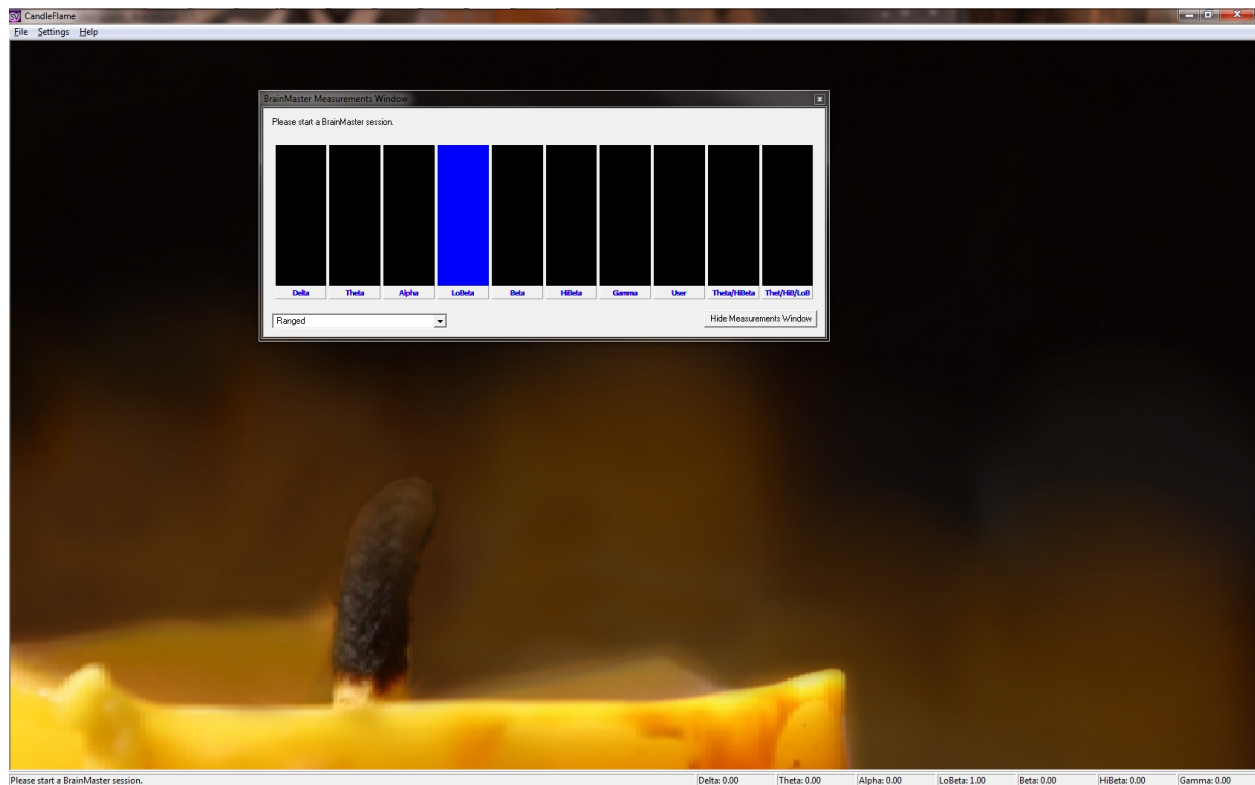 SV CandleFlame
File Settings Help
BrainMaster Measurements Window
Please start a BrainMaster session.
Delta Theta Alpha LoBeta Beta HiBeta Gamma User Theta/HiBeta Thet/HiB/LoB
Ranged Hide Measurements Window
Please start a BrainMaster session. Delta: 0.00 Theta: 0.00 Alpha: 0.00 LoBeta: 1.00 Beta: 0.00 HiBeta: 0.00 Gamma: 0.00